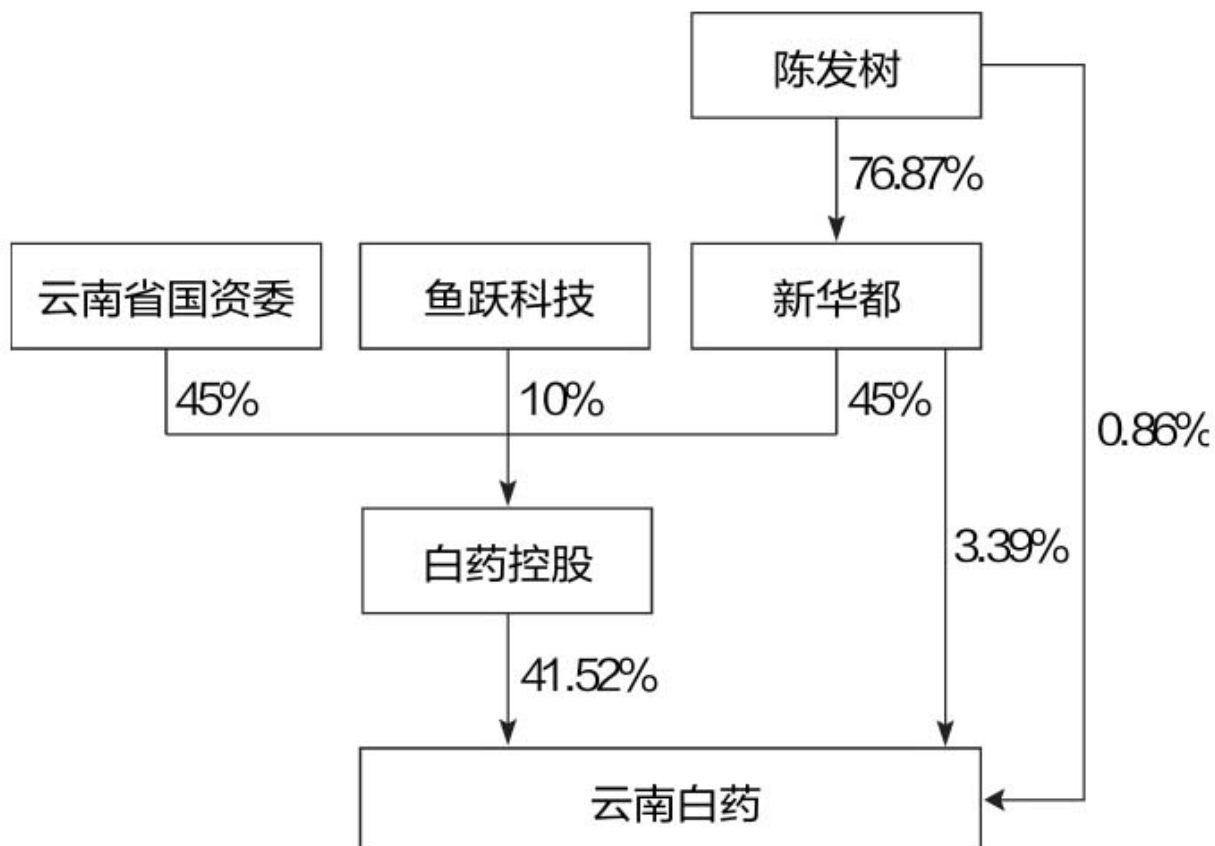 陈发树
76.87%
云南省国资委
鱼跃科技
新华都
45%
10%
45%
0.86%
3.39%
白药控股
41.52%
云南白药